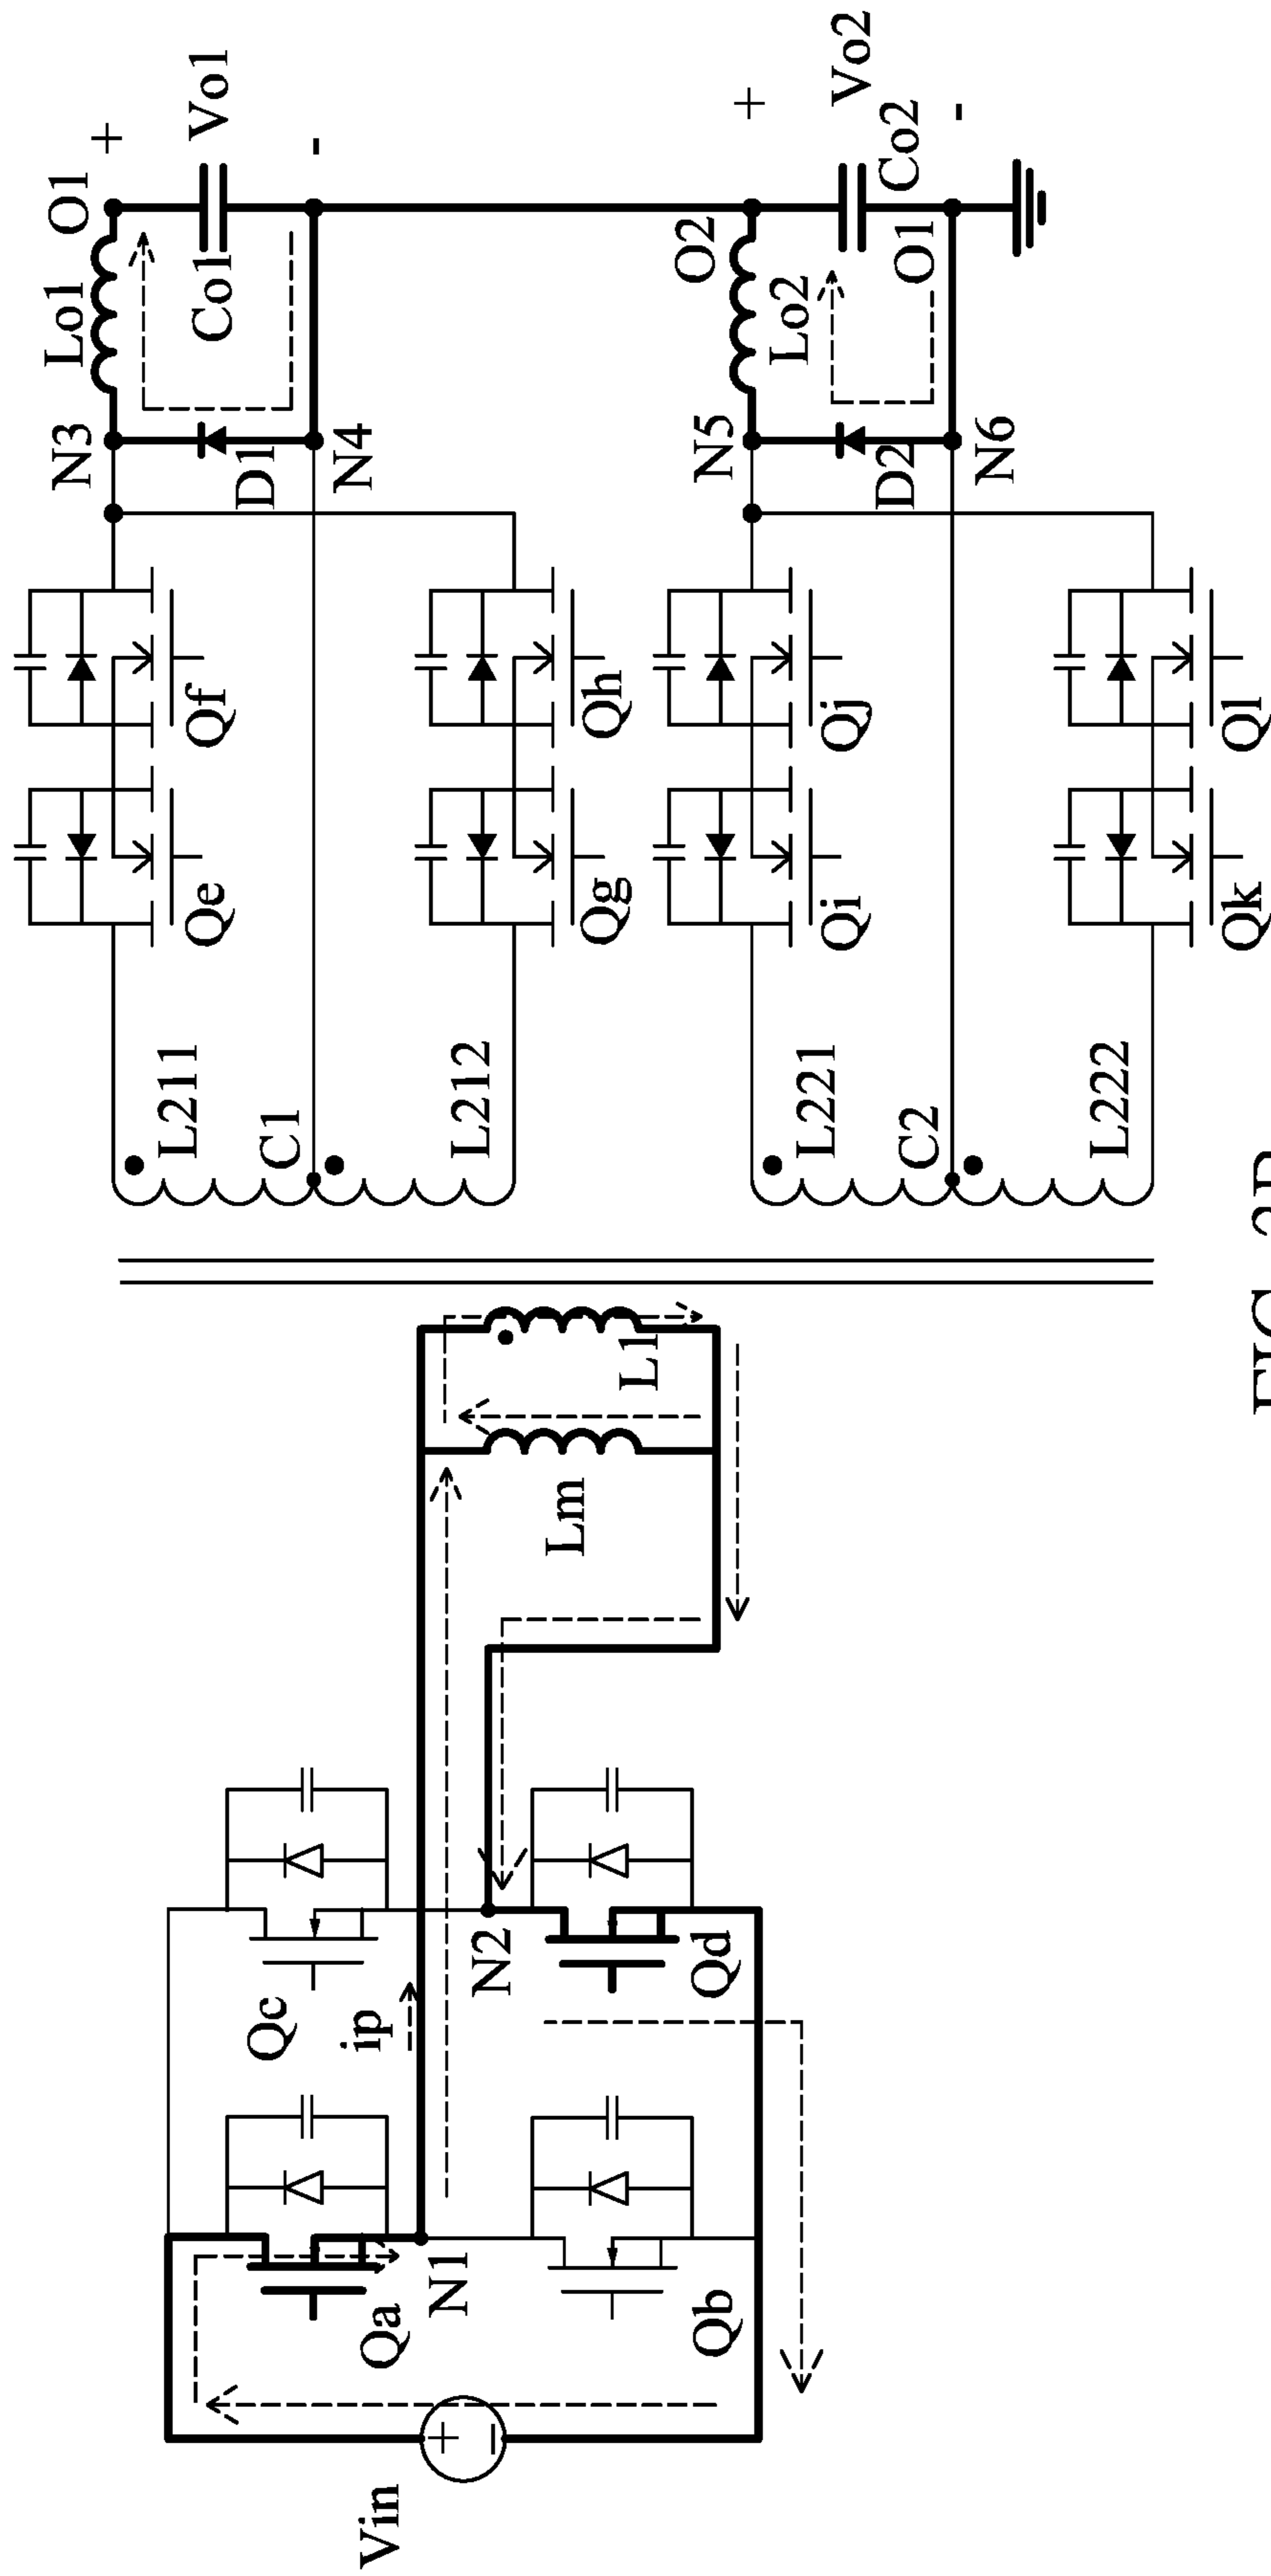 Vin
+
−
Qa
Qb
Qc
Qd
N1
N2
ip
Lm
L1
L211
C1
L212
L221
C2
L222
Qe
Qf
Qg
Qh
Qi
Qj
Qk
Ql
N3
D1
N4
N5
D2
N6
Lo1
O1
+
Co1
Vo1
-
O2
Lo2
+
Vo2
Co2
O1
-